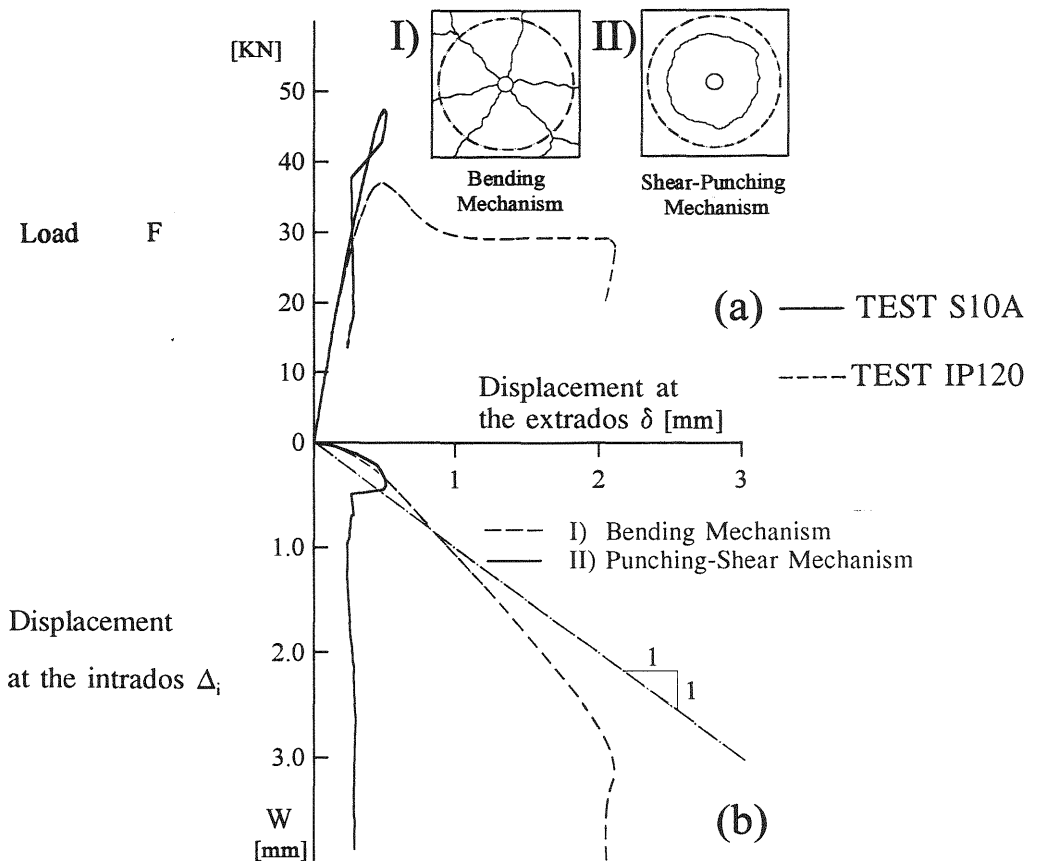 I)
II)
[KN]
50
Bending
Mechanism
Shear-Punching
Mechanism
40
30
Load F
20
10
(a)
TEST S10A
TEST IP120
Displacement at
the extrados δ [mm]
0
1
2
3
I) Bending Mechanism
II) Punching-Shear Mechanism
1.0
Displacement
at the intrados Δi
2.0
1
1
3.0
W
[mm]
(b)